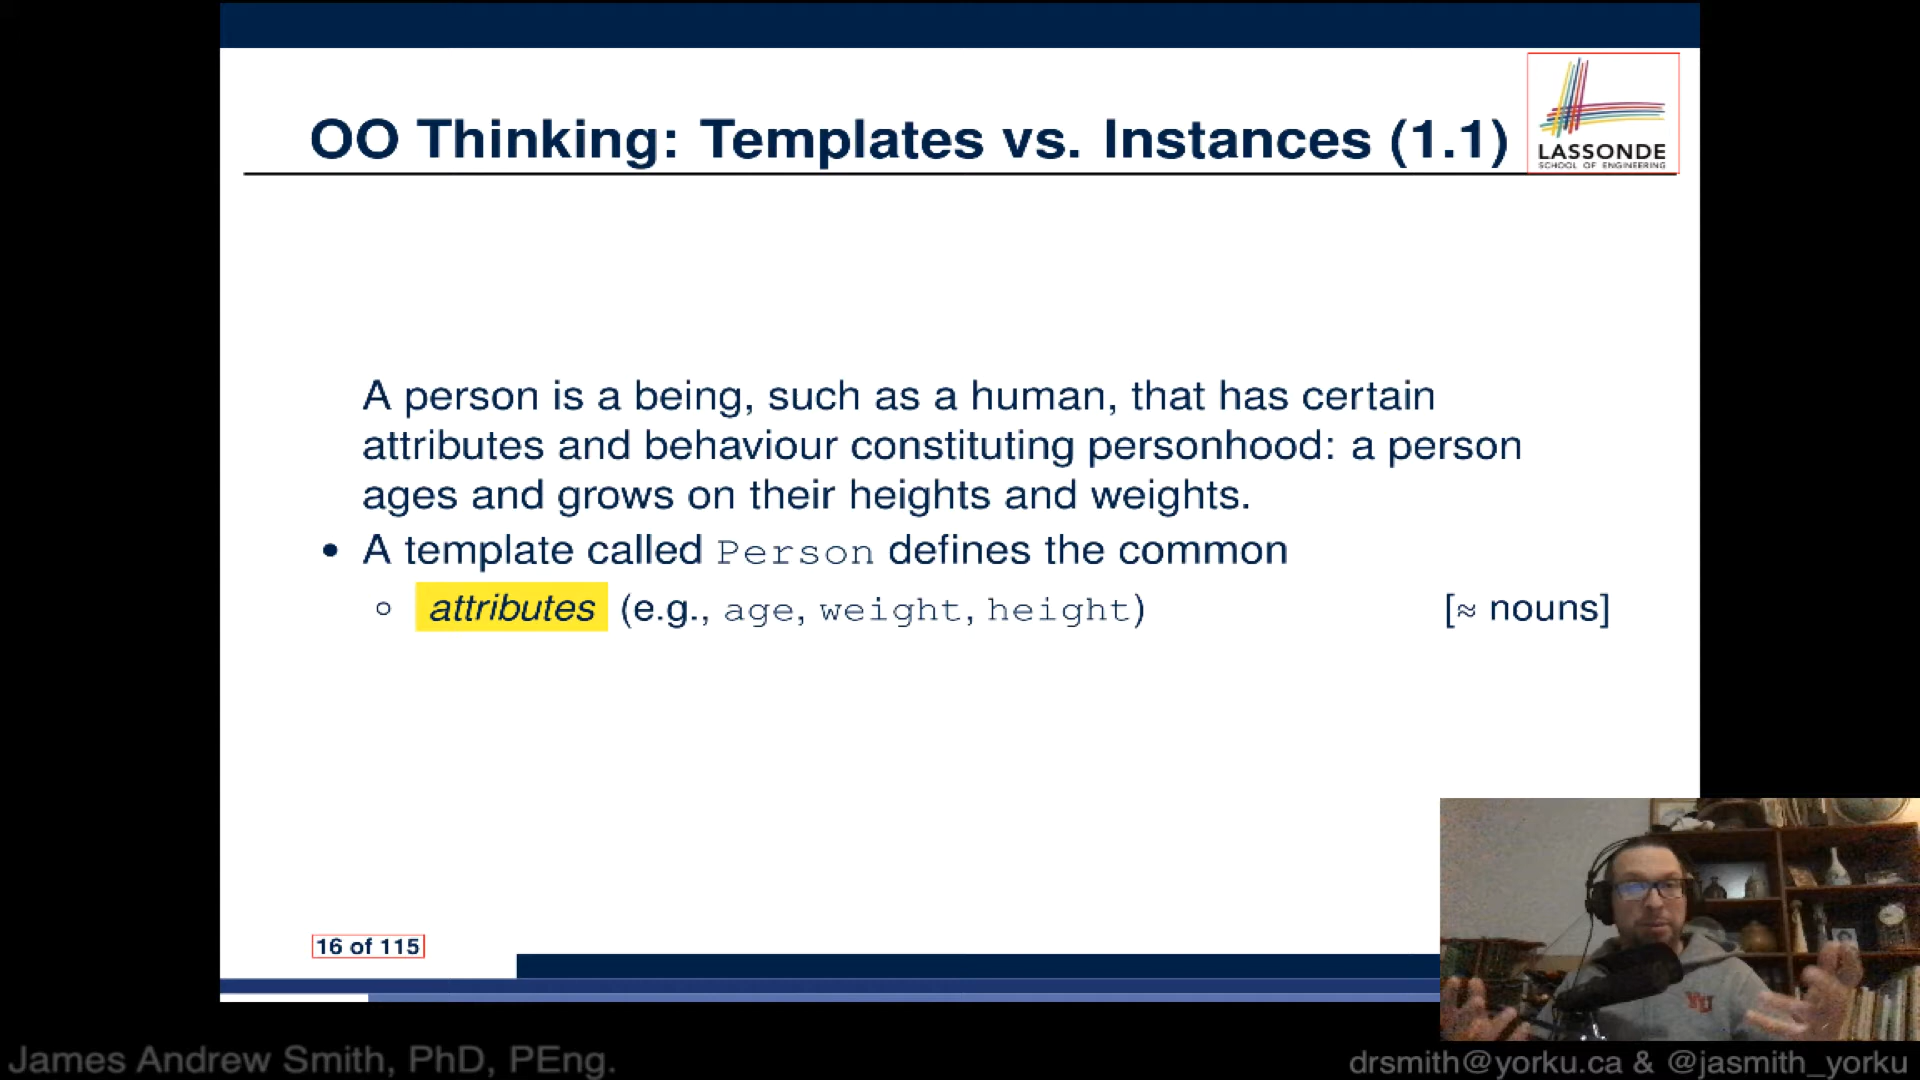 OO Thinking: Templates vs. Instances (1.1)
LASSONDE
SCHOOL OF ENGINEERING
A person is a being, such as a human, that has certain
attributes and behaviour constituting personhood: a person
ages and grows on their heights and weights.
• A template called Person defines the common
○ attributes (e.g., age, weight, height) [≈ nouns]
16 of 115
YU
James Andrew Smith, PhD, PEng.
drsmith@yorku.ca & @jasmith_yorku